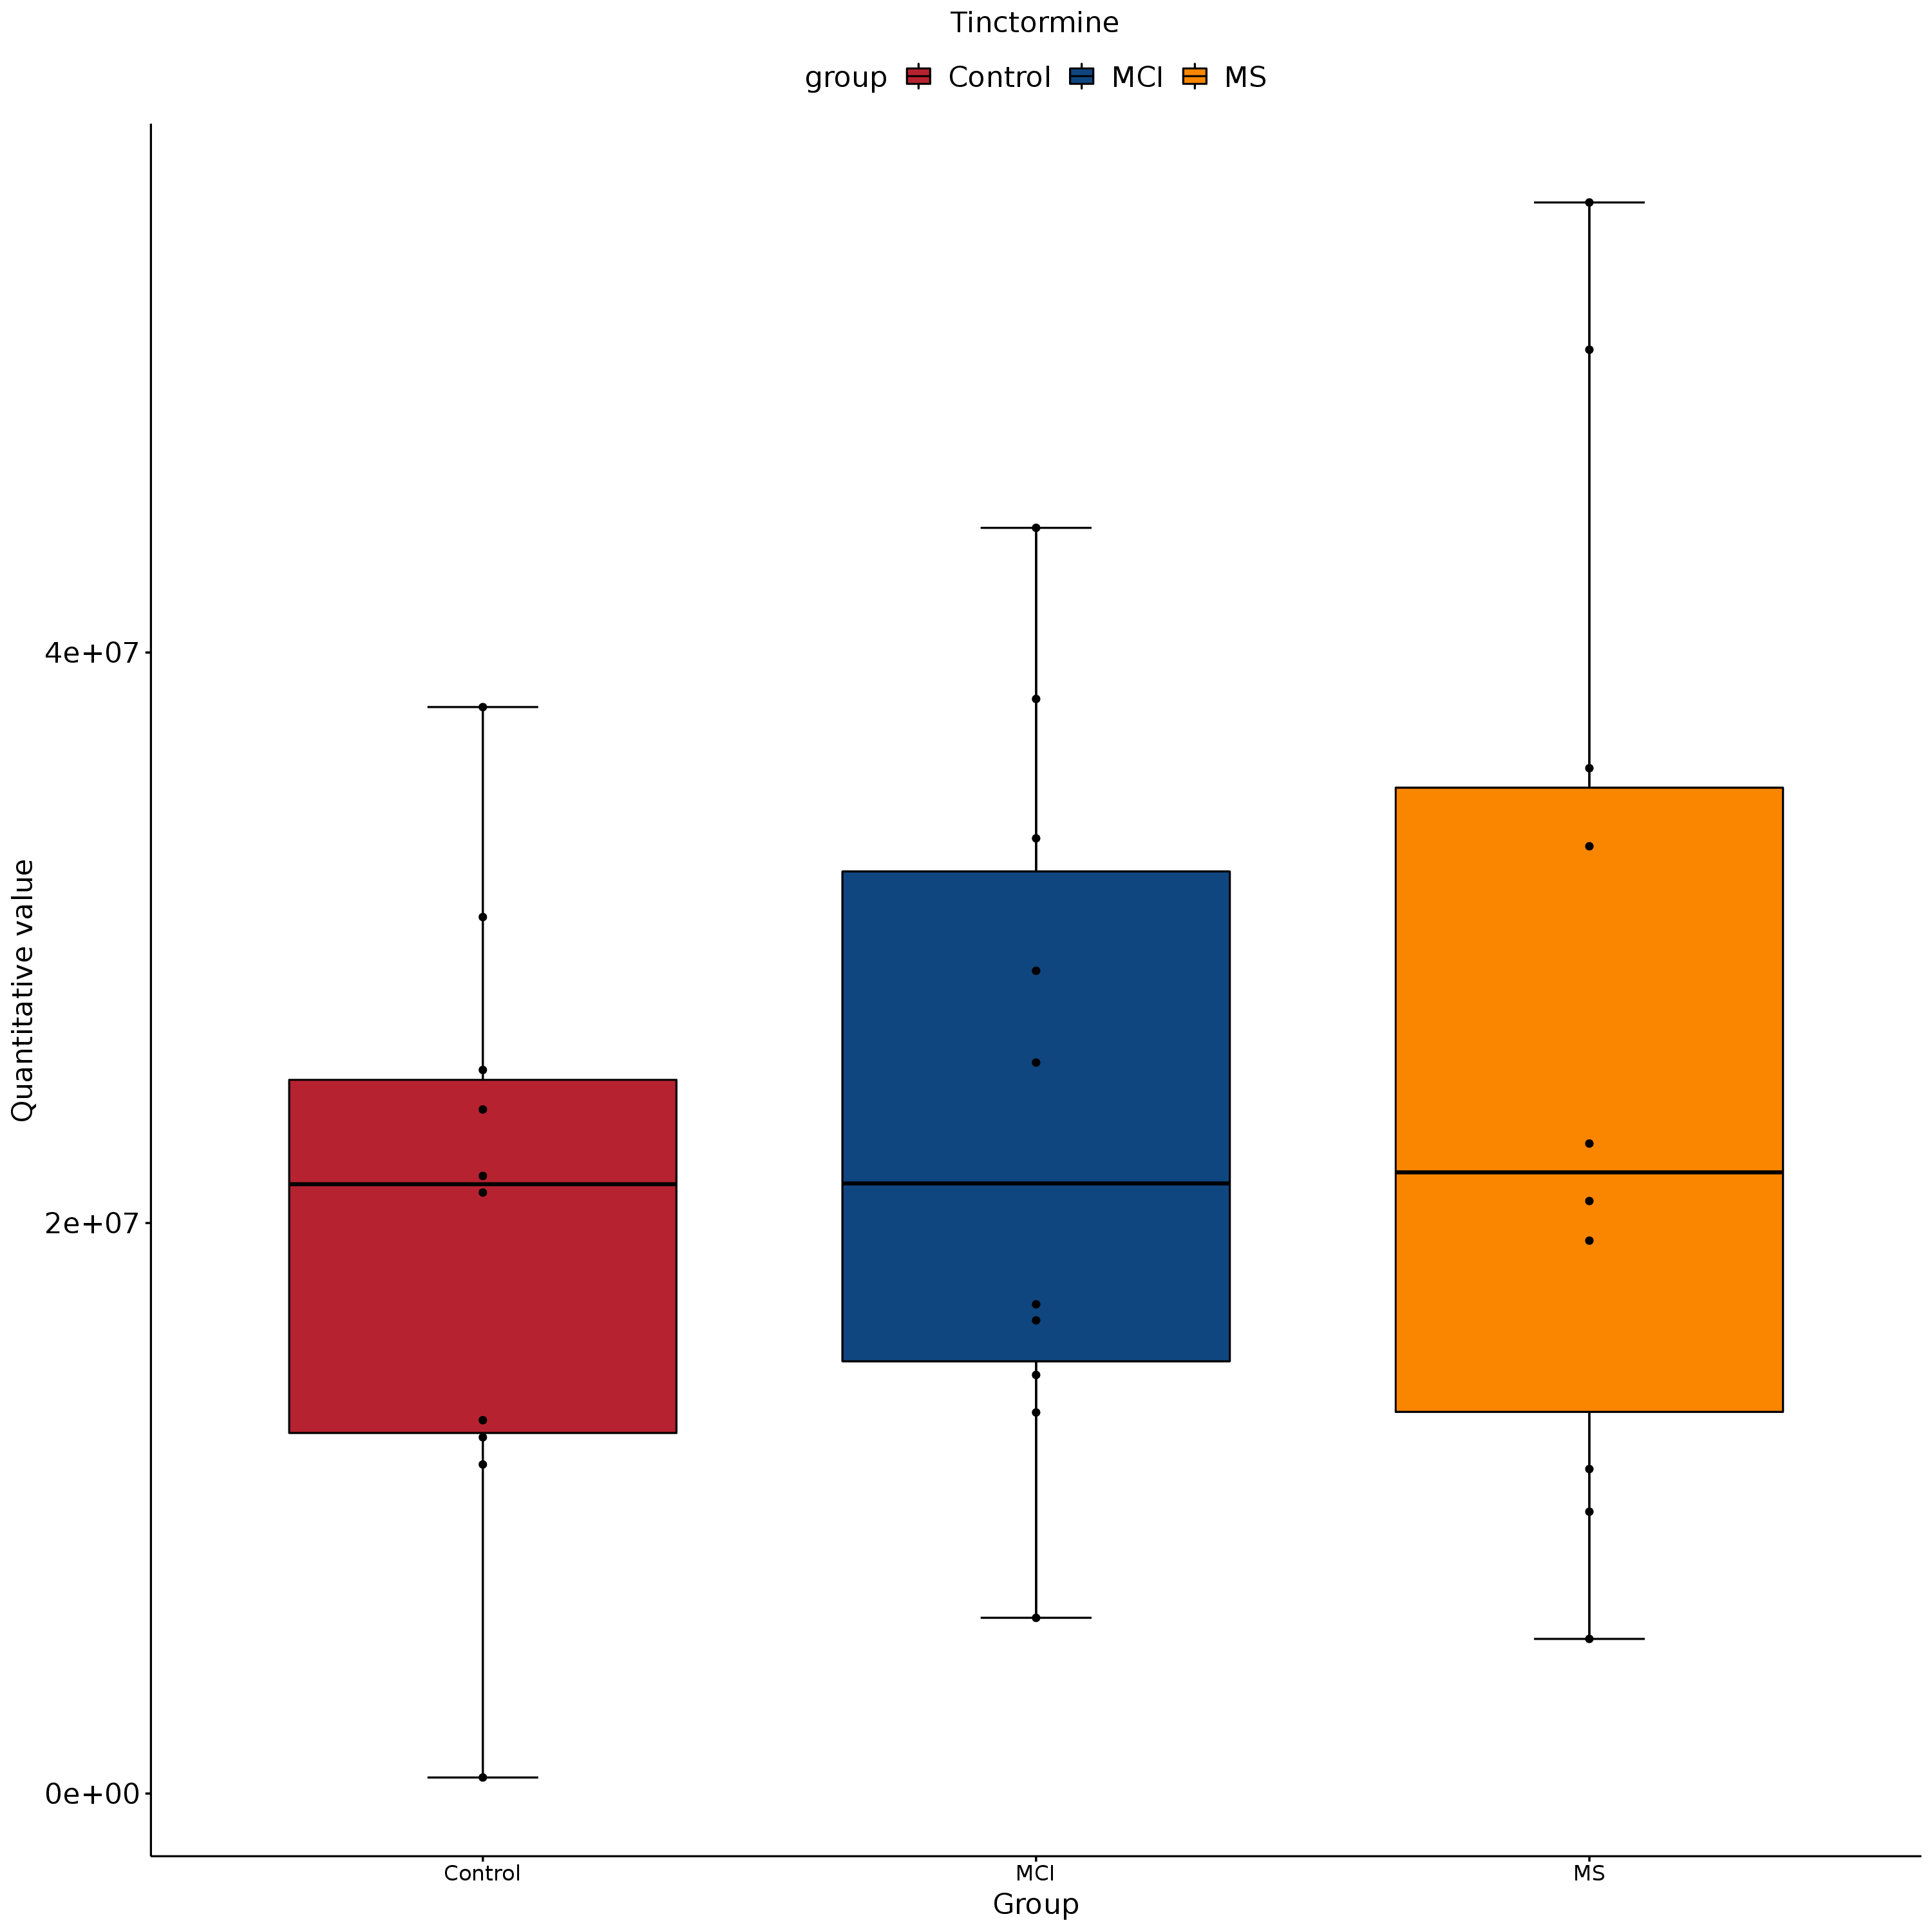 Tinctormine
group Control MCI MS
Quantitative value
4e+07
2e+07
0e+00
Control MCI MS
Group